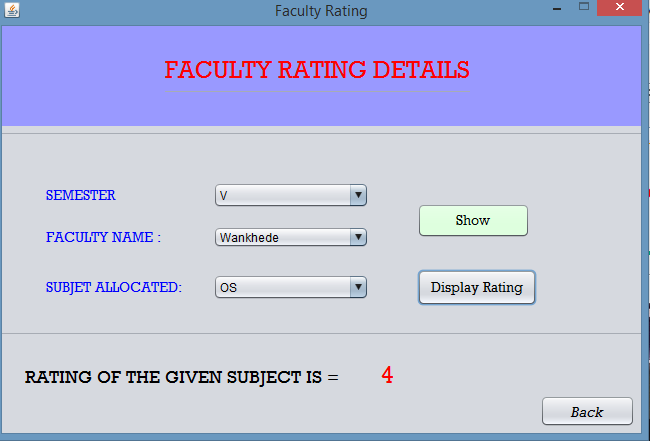 Faculty Rating
FACULTY RATING DETAILS
SEMESTER
V
Show
FACULTY NAME :
Wankhede
SUBJET ALLOCATED:
OS
Display Rating
RATING OF THE GIVEN SUBJECT IS = 4
Back